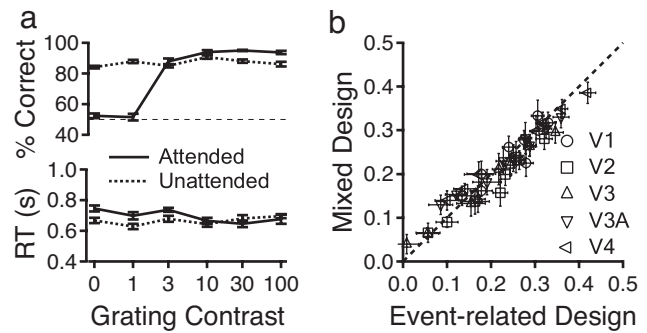 a
% Correct
100
80
60
40
Attended
Unattended
RT (s)
1.0
0.8
0.6
0.4
0 1 3 10 30 100
Grating Contrast
b
Mixed Design
0.5
0.4
0.3
0.2
0.1
0.0
V1
V2
V3
V3A
V4
0.0 0.1 0.2 0.3 0.4 0.5
Event-related Design